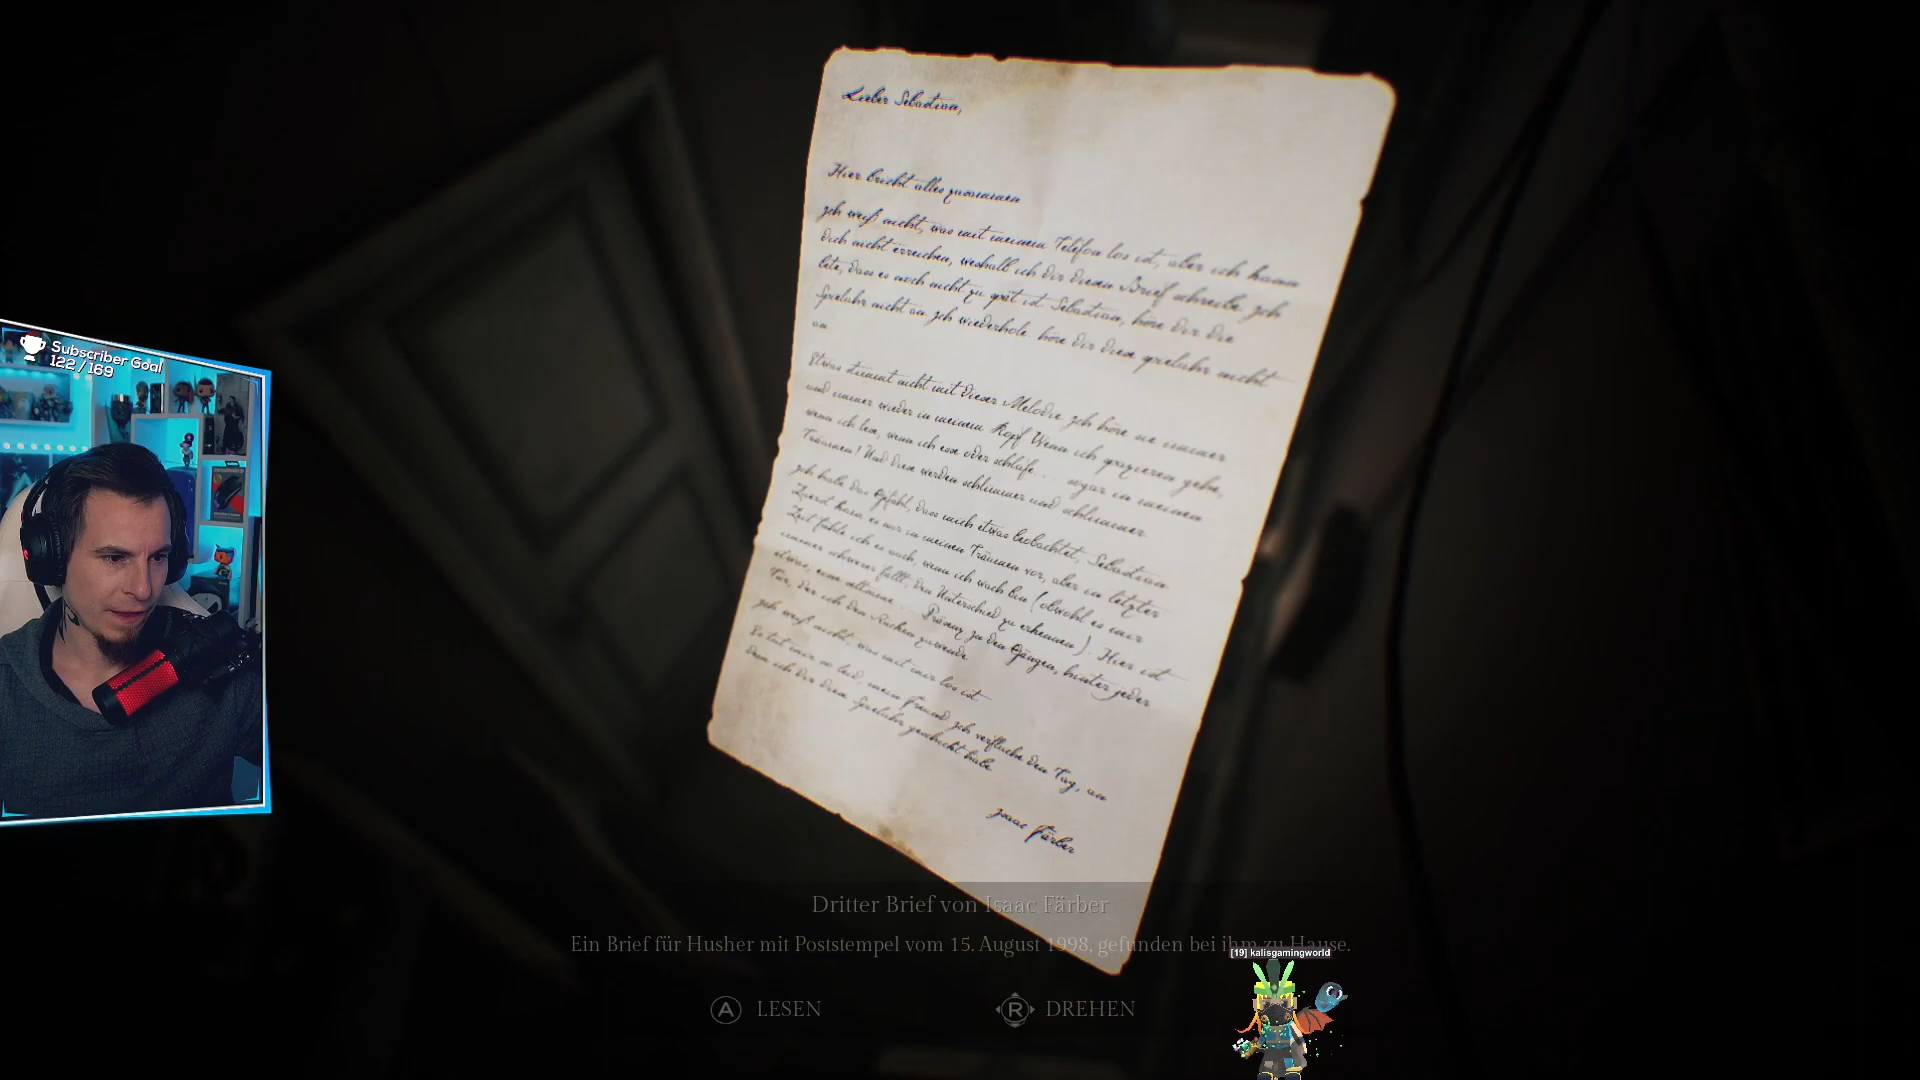 Subscriber Goal
122 / 169
Lieber Sebastian,
Hier bricht alles zusammen
Ich weiß nicht, was mit meinem Telefon los ist, aber ich kann
dich nicht erreichen, weshalb ich dir diesen Brief schreibe. Ich
bete, dass es noch nicht zu spät ist. Sebastian, höre dir die
Spieluhr nicht an. Ich wiederhole: höre dir diese Spieluhr nicht
an
Etwas stimmt nicht mit dieser Melodie. Ich höre sie immer
und immer wieder in meinem Kopf. Wenn ich spazieren gehe,
wenn ich lese, wenn ich esse oder schlafe... sogar in meinen
Träumen! Und diese werden schlimmer und schlimmer.
Ich habe das Gefühl, dass mich etwas beobachtet, Sebastian.
Zuerst kam es nur in meinen Träumen vor, aber in letzter
Zeit fühle ich es auch, wenn ich wach bin (obwohl es mir
immer schwerer fällt, den Unterschied zu erkennen). Hier ist
etwas, eine seltsame... Präsenz. In den Gängen, hinter jeder
Tür, der ich den Rücken zuwende.
Ich weiß nicht, was mit mir los ist.
Es tut mir so leid, mein Freund. Ich verfluche den Tag, an
dem ich dir diese Spieluhr geschickt habe.
Isaac Färber
Dritter Brief von Isaac Färber
Ein Brief für Husher mit Poststempel vom 15. August 1998, gefunden bei ihm zu Hause.
[19] kalisgamingworld
A LESEN
R DREHEN